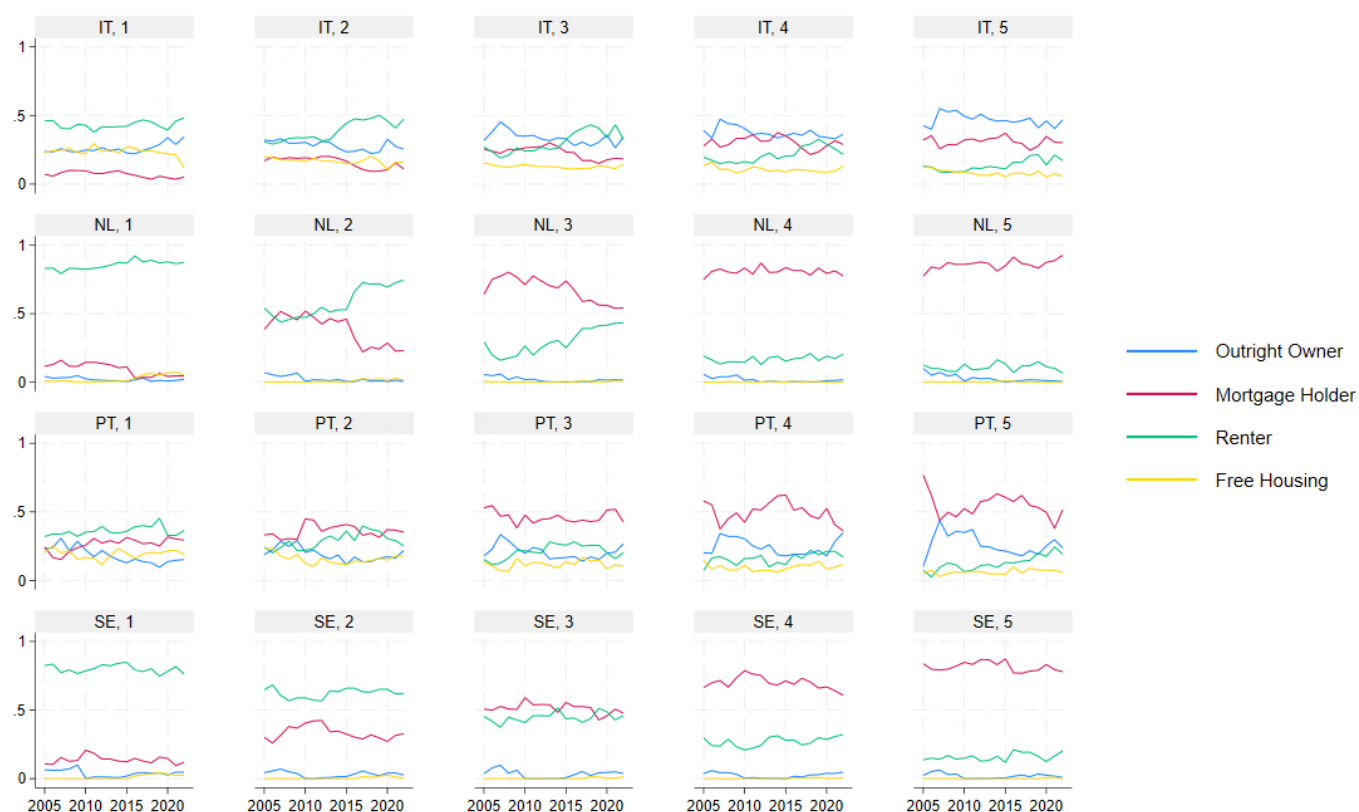 IT, 1
IT, 2
IT, 3
IT, 4
IT, 5
1
.5
0
NL, 1
NL, 2
NL, 3
NL, 4
NL, 5
1
.5
0
Outright Owner
Mortgage Holder
Renter
Free Housing
PT, 1
PT, 2
PT, 3
PT, 4
PT, 5
1
.5
0
SE, 1
SE, 2
SE, 3
SE, 4
SE, 5
1
.5
0
2005 2010 2015 2020
2005 2010 2015 2020
2005 2010 2015 2020
2005 2010 2015 2020
2005 2010 2015 2020